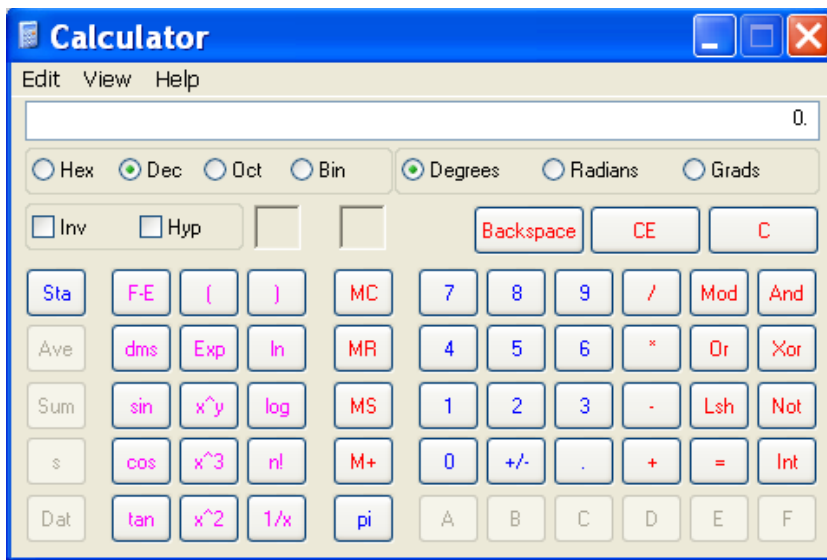 Calculator
Edit View Help
0.
Hex Dec Oct Bin Degrees Radians Grads
Inv Hyp Backspace CE C
Sta F-E ( ) MC 7 8 9 / Mod And
Ave dms Exp ln MR 4 5 6 * Or Xor
Sum sin x^y log MS 1 2 3 - Lsh Not
s cos x^3 n! M+ 0 +/- . + = Int
Dat tan x^2 1/x pi A B C D E F